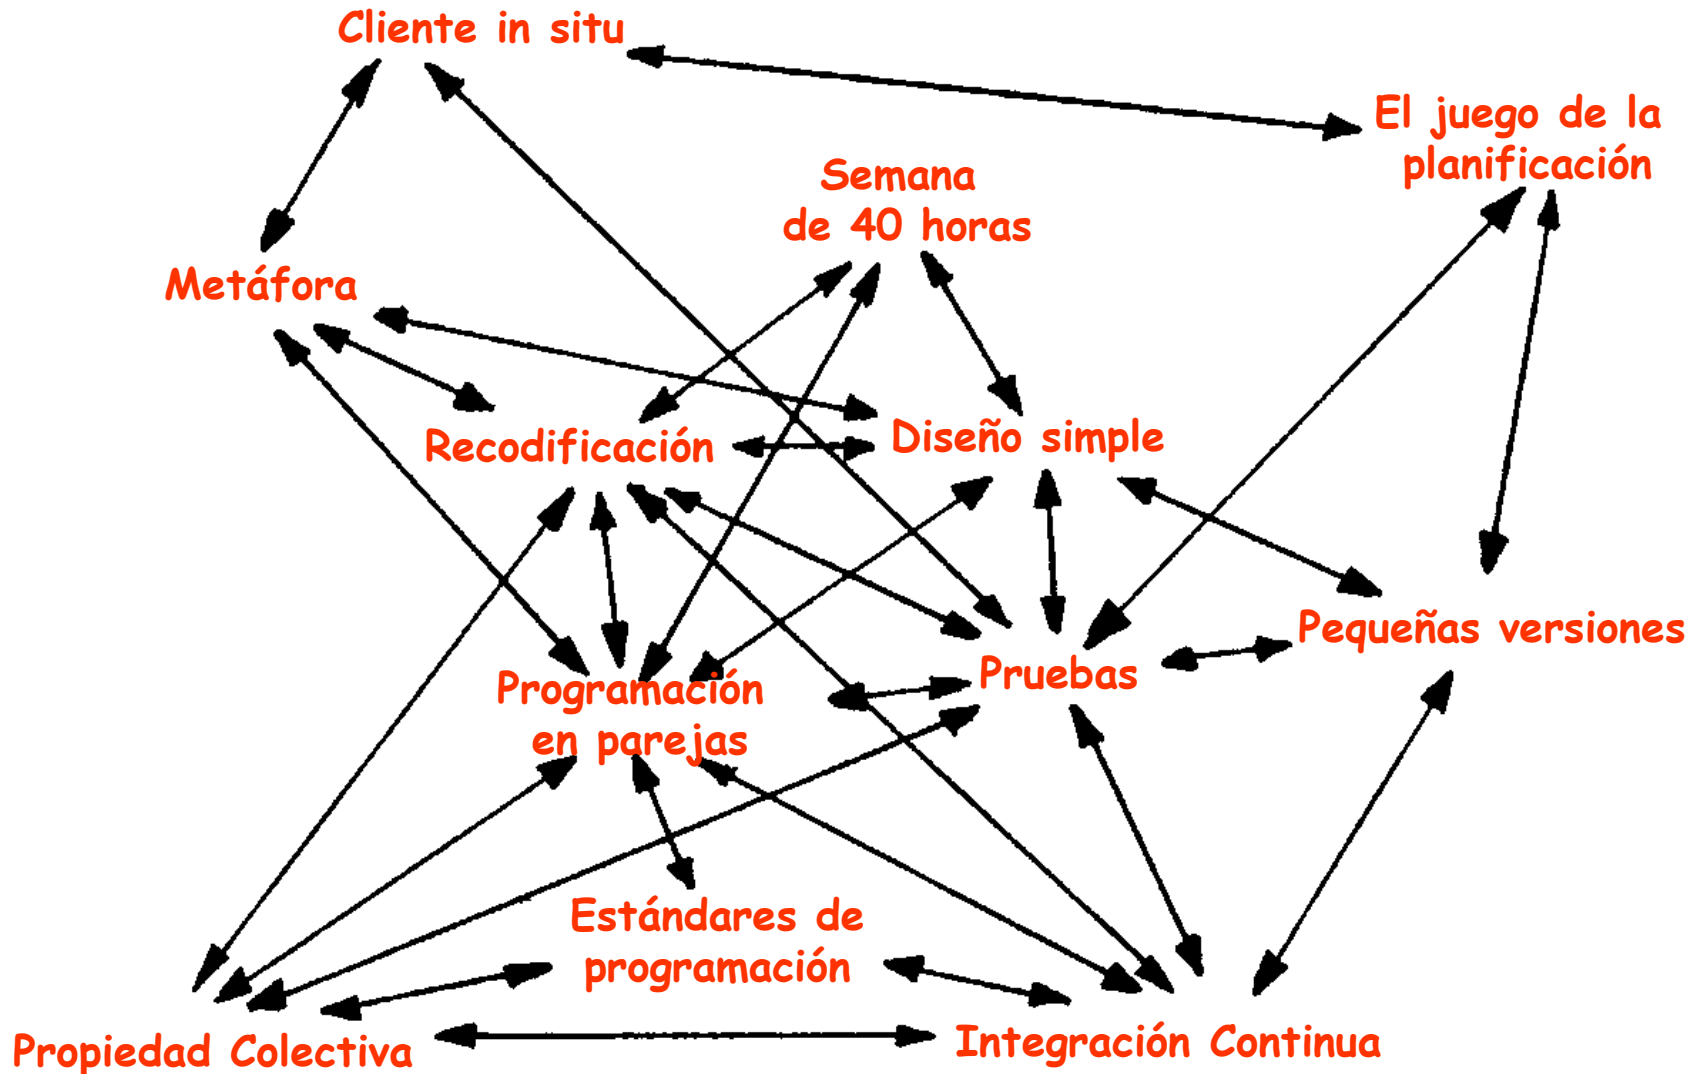 Cliente in situ
El juego de la
planificación
Semana
de 40 horas
Metáfora
Recodificación
Diseño simple
Pequeñas versiones
Pruebas
Programación
en parejas
Estándares de
programación
Propiedad Colectiva
Integración Continua